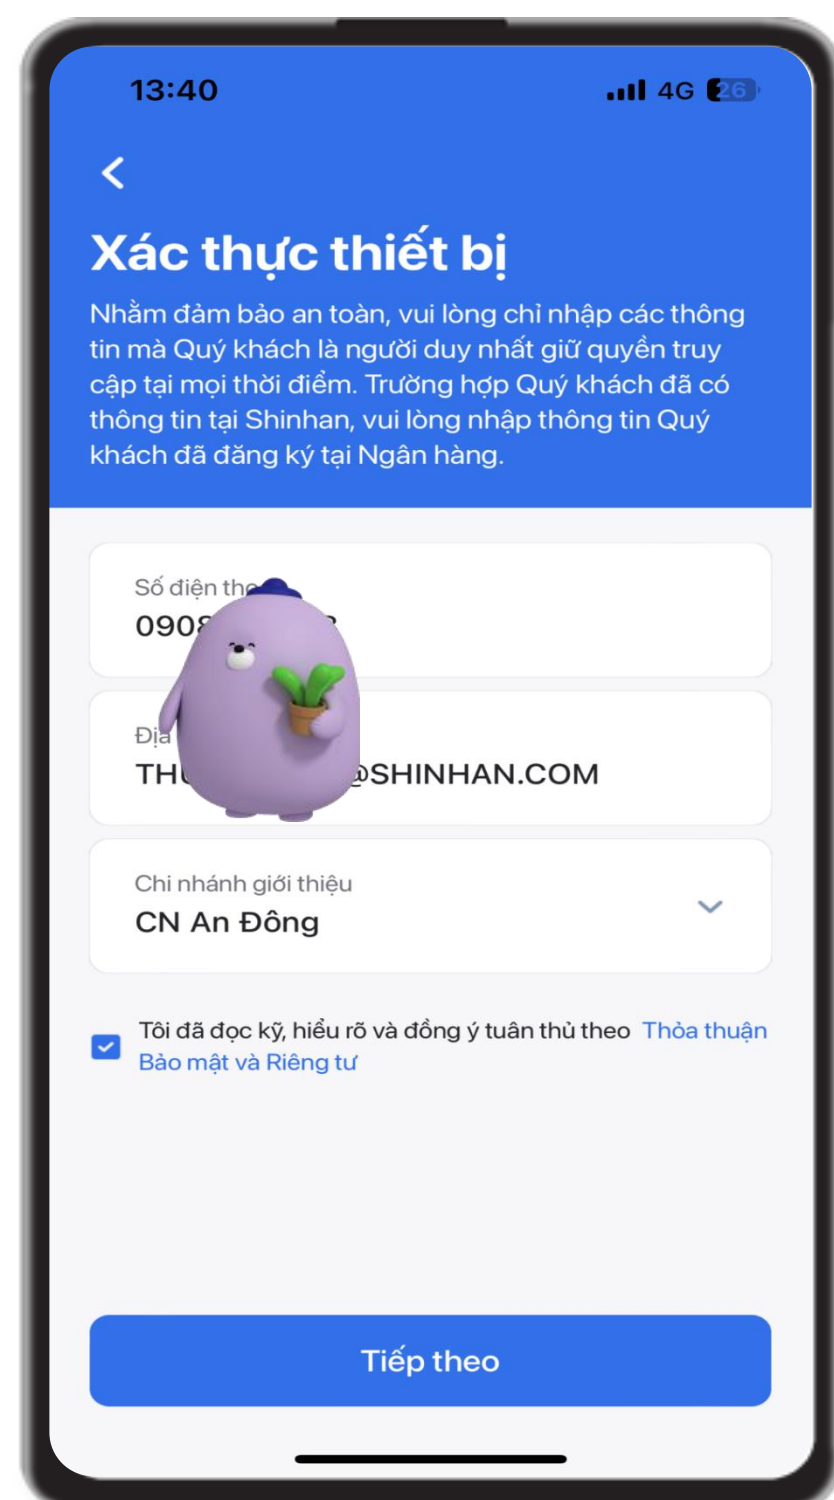 13:40
4G 26
Xác thực thiết bị
Nhằm đảm bảo an toàn, vui lòng chỉ nhập các thông
tin mà Quý khách là người duy nhất giữ quyền truy
cập tại mọi thời điểm. Trường hợp Quý khách đã có
thông tin tại Shinhan, vui lòng nhập thông tin Quý
khách đã đăng ký tại Ngân hàng.
Số điện
Địa
@SHINHAN.COM
Chi nhánh giới thiệu
CN An Đông
Tôi đã đọc kỹ, hiểu rõ và đồng ý tuân thủ theo Thỏa thuận
Bảo mật và Riêng tư
Tiếp theo